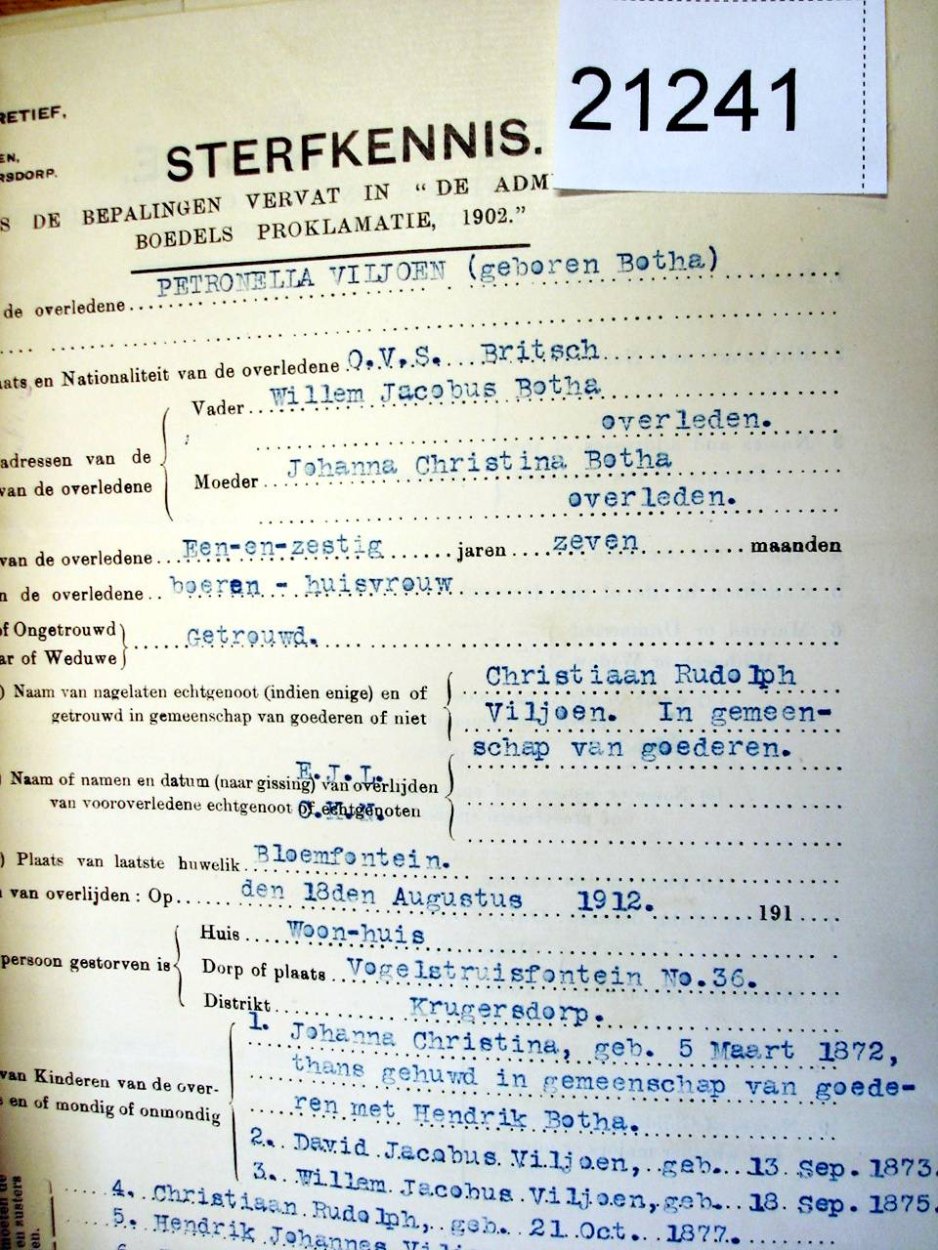 21241
RETIEF,
EN,
RSDORP.
STERFKENNIS.
S DE BEPALINGEN VERVAT IN "DE ADM
BOEDELS PROKLAMATIE, 1902."
de overledene PETRONELLA VILJOEN (geboren Botha)
aats en Nationaliteit van de overledene O.V.S. Britsch
Vader Willem Jacobus Botha
overleden.
adressen van de
van de overledene
Moeder Johanna Christina Botha
overleden.
van de overledene Een-en-zestig jaren zeven maanden
n de overledene boeren - huisvrouw
of Ongetrouwd
ar of Weduwe
Getrouwd.
) Naam van nagelaten echtgenoot (indien enige) en of
getrouwd in gemeenschap van goederen of niet
Christiaan Rudolph
Viljoen. In gemeen-
schap van goederen.
) Naam of namen en datum (naar gissing) van overlijden
van vooroverledene echtgenoot of echtgenoten
) Plaats van laatste huwelik Bloemfontein.
van overlijden : Op den 18den Augustus 1912. 191
Huis Woon-huis
persoon gestorven is
Dorp of plaats Vogelstruisfontein No.36.
Distrikt Krugersdorp.
van Kinderen van de over-
s en of mondig of onmondig
1. Johanna Christina, geb. 5 Maart 1872,
thans gehuwd in gemeenschap van goede-
ren met Hendrik Botha.
2. David Jacobus Viljoen, geb. 13 Sep. 1873.
3. Willem Jacobus Viljoen, geb. 18 Sep. 1875.
4. Christiaan Rudolph, geb. 21 Oct. 1877.
5. Hendrik Johannes Vil